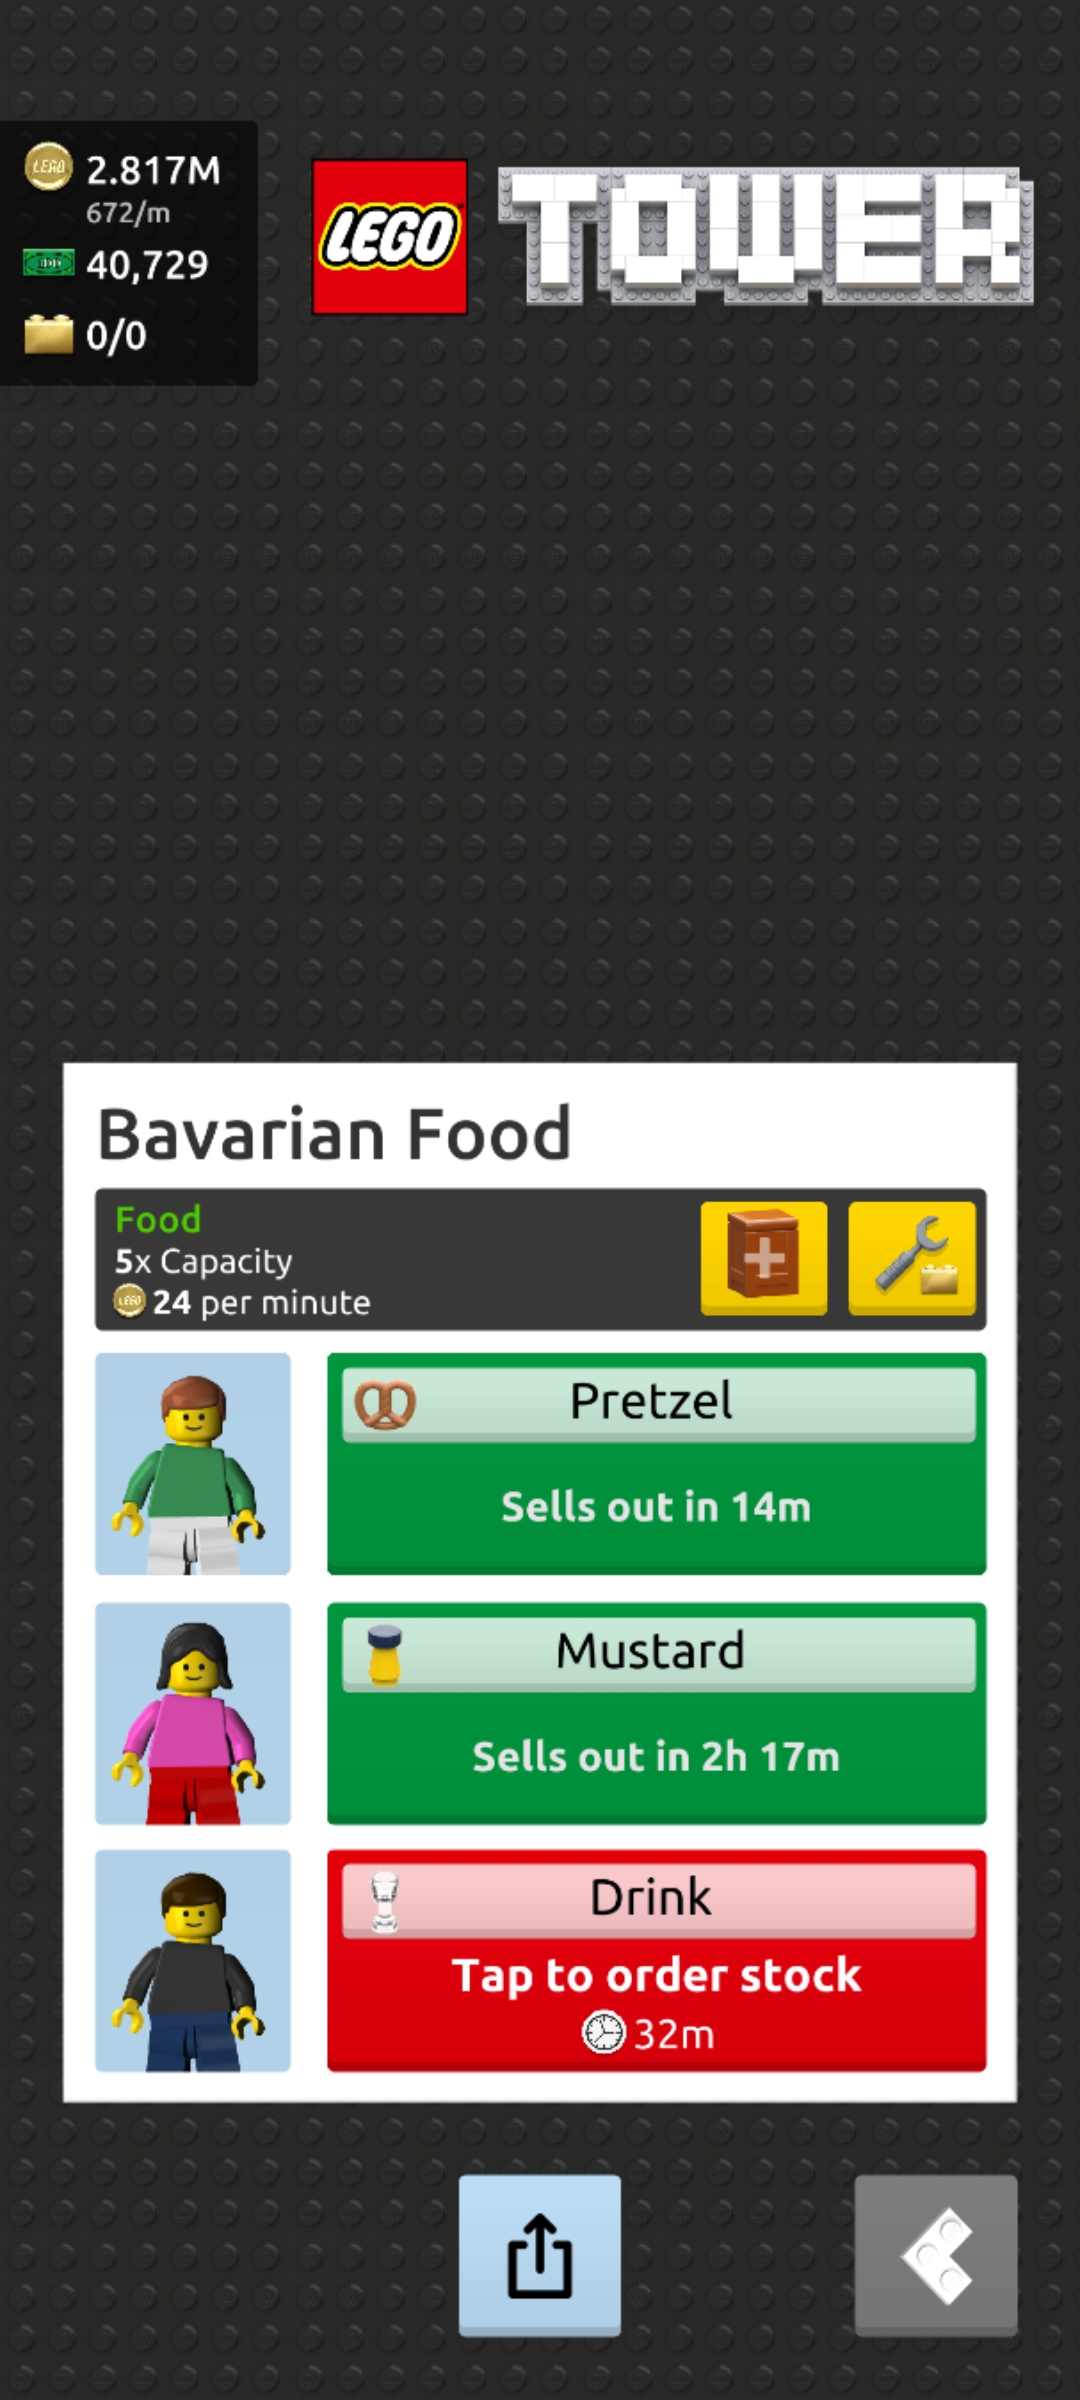 2.817M
672/m
40,729
0/0
LEGO
TOWER
Bavarian Food
Food
5x Capacity
24 per minute
Pretzel
Sells out in 14m
Mustard
Sells out in 2h 17m
Drink
Tap to order stock
32m